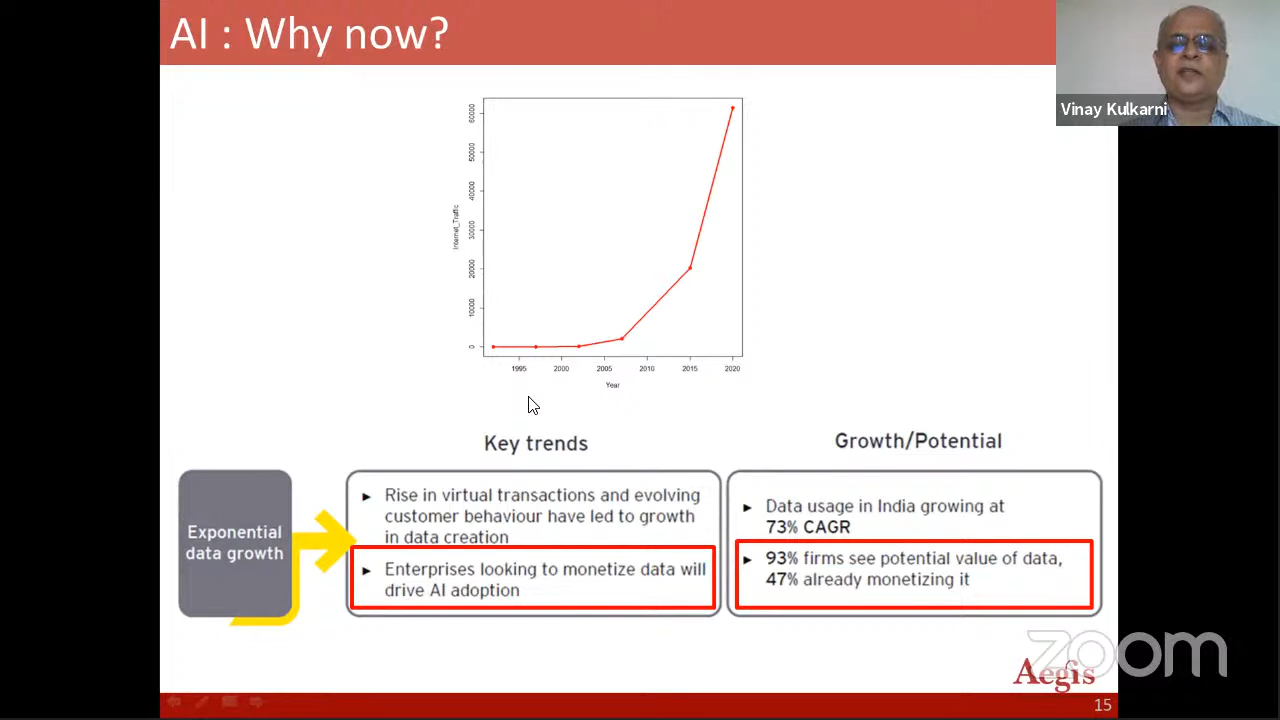 AI : Why now?
Vinay Kulkarni
60000
50000
40000
30000
20000
10000
0
Internet_Traffic
1995 2000 2005 2010 2015 2020
Year
Key trends
Growth/Potential
Exponential
data growth
► Rise in virtual transactions and evolving
customer behaviour have led to growth
in data creation
► Enterprises looking to monetize data will
drive AI adoption
► Data usage in India growing at
73% CAGR
► 93% firms see potential value of data,
47% already monetizing it
zoom
Aegis
15